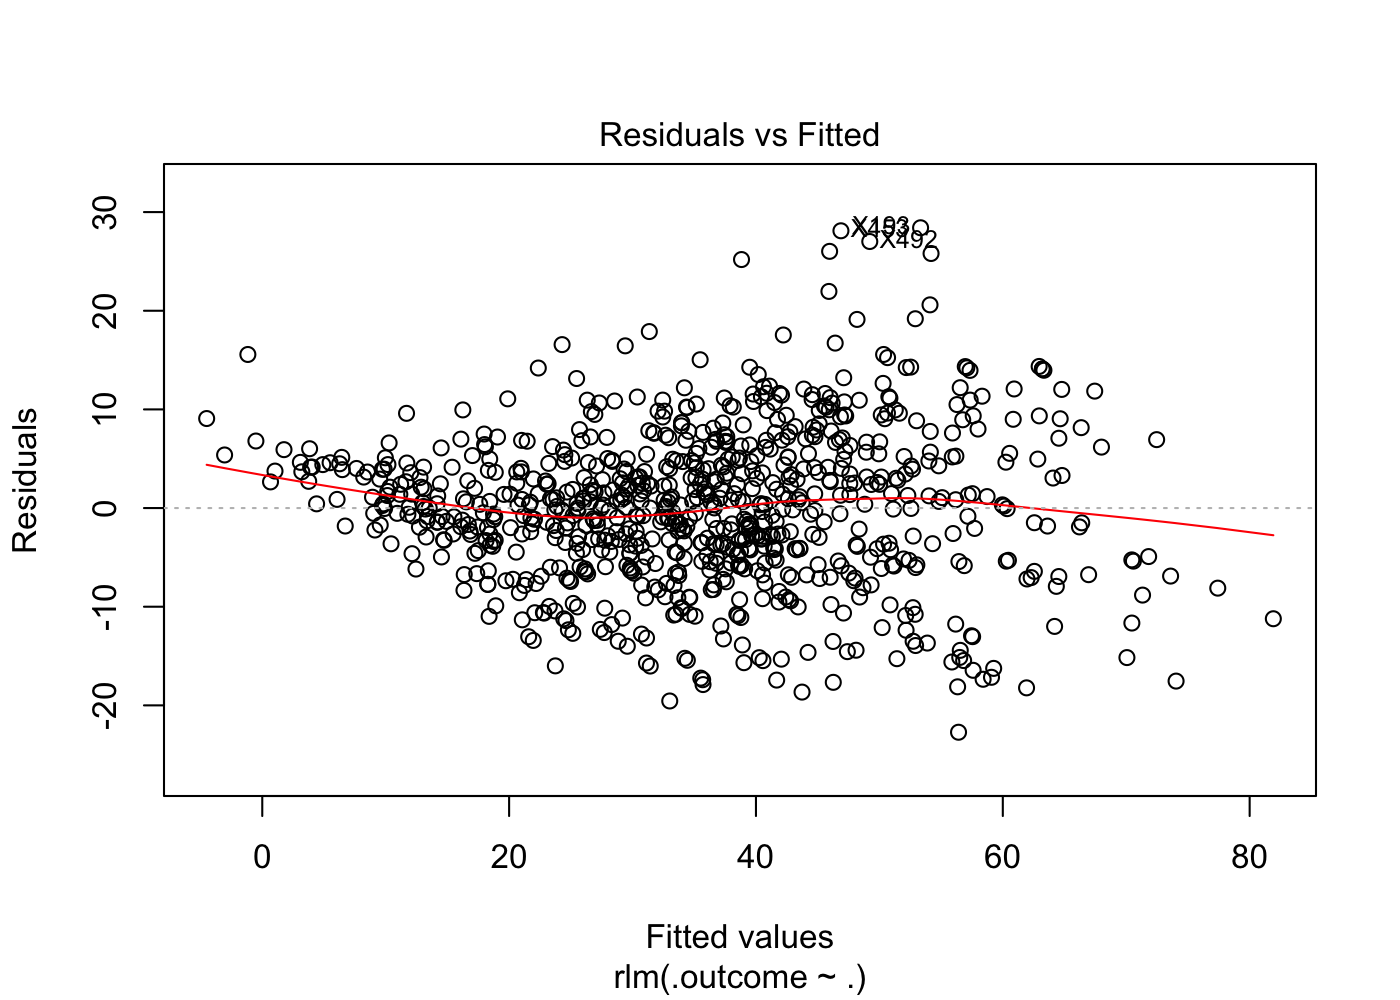 Residuals vs Fitted
Residuals
30
20
10
0
-10
-20
X492
0 20 40 60 80
Fitted values
rlm(.outcome ~ .)